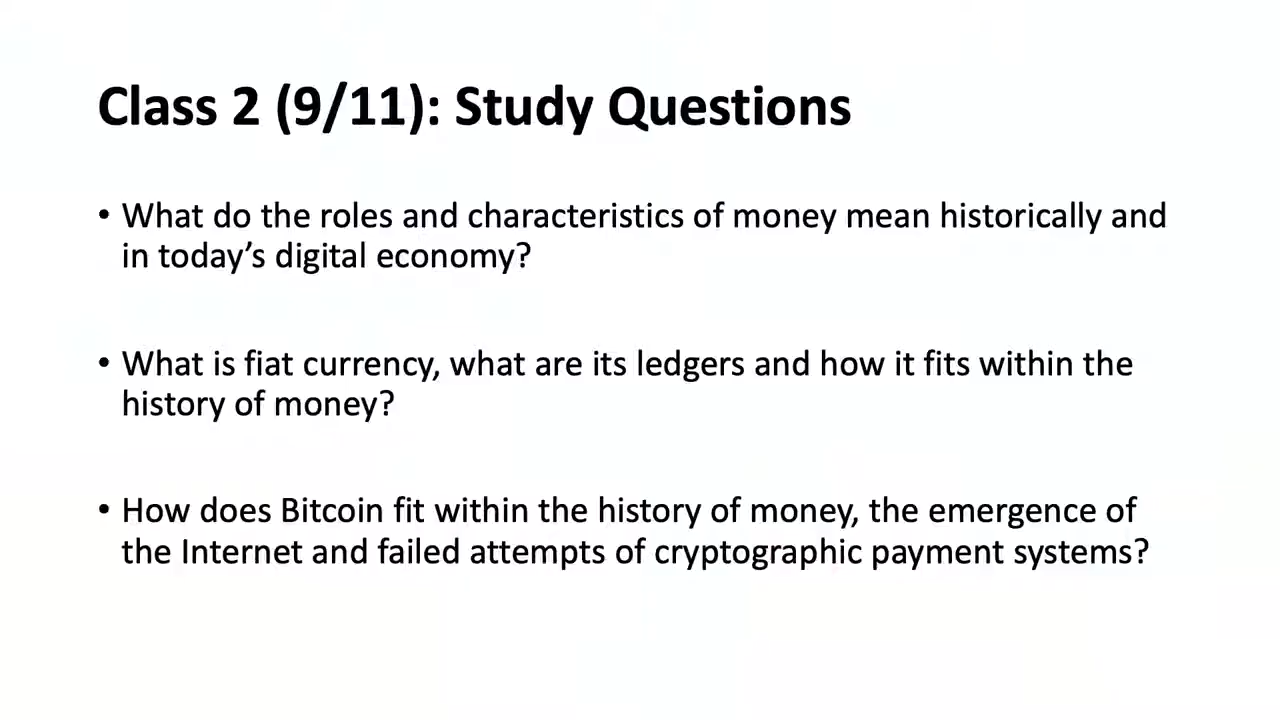 Class 2 (9/11): Study Questions
• What do the roles and characteristics of money mean historically and
in today’s digital economy?
• What is fiat currency, what are its ledgers and how it fits within the
history of money?
• How does Bitcoin fit within the history of money, the emergence of
the Internet and failed attempts of cryptographic payment systems?